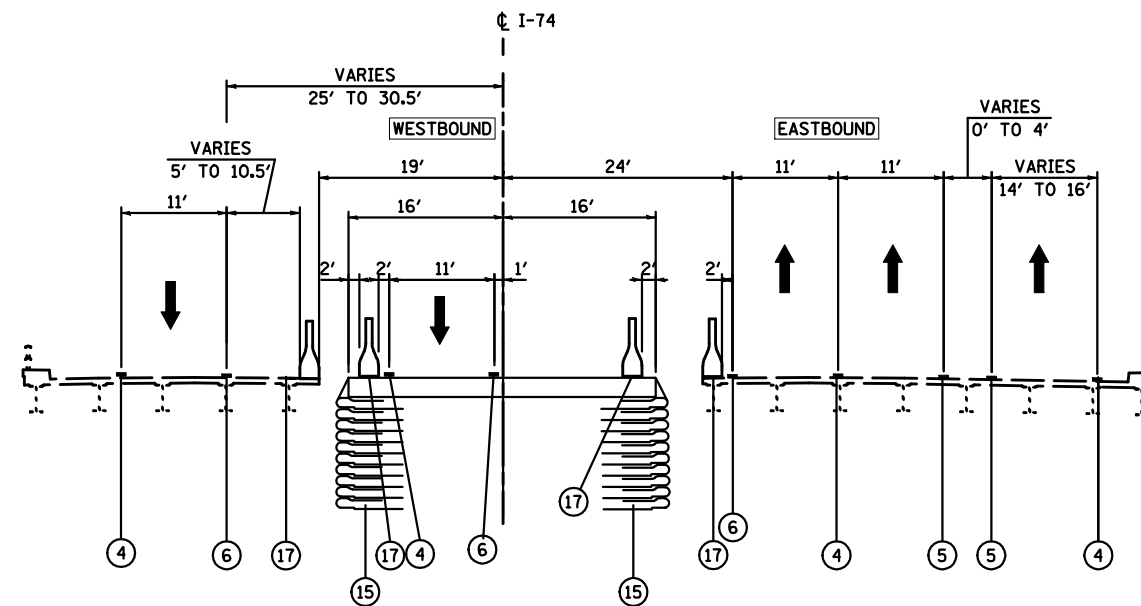 ℄ I-74
VARIES
25' TO 30.5'
WESTBOUND
EASTBOUND
VARIES
0' TO 4'
VARIES
5' TO 10.5'
19'
24'
11'
11'
VARIES
14' TO 16'
11'
16'
16'
2'
2'
11'
1'
2'
2'
17
6
4
6
17
17
4
6
17
4
5
5
4
15
15